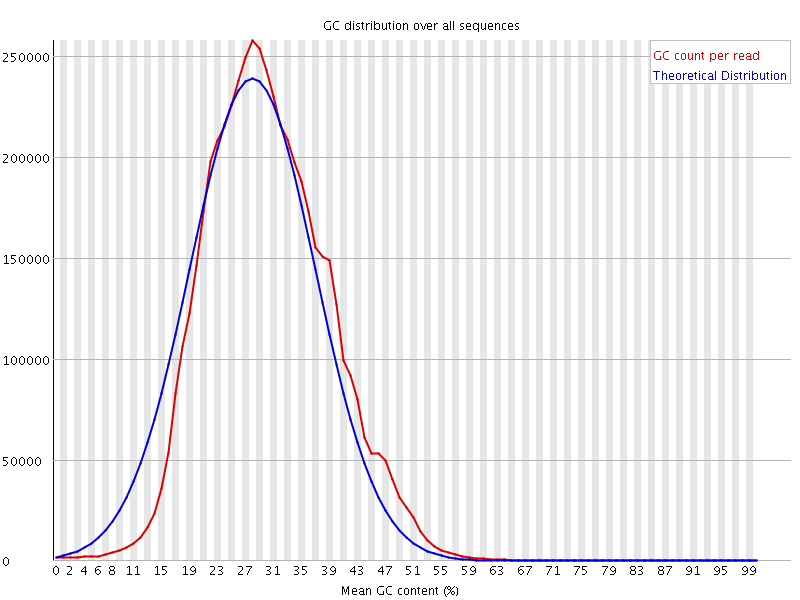 GC distribution over all sequences
GC count per read
Theoretical Distribution
250000
200000
150000
100000
50000
0
0 2 4 6 8 11 15 19 23 27 31 35 39 43 47 51 55 59 63 67 71 75 79 83 87 91 95 99
Mean GC content (%)